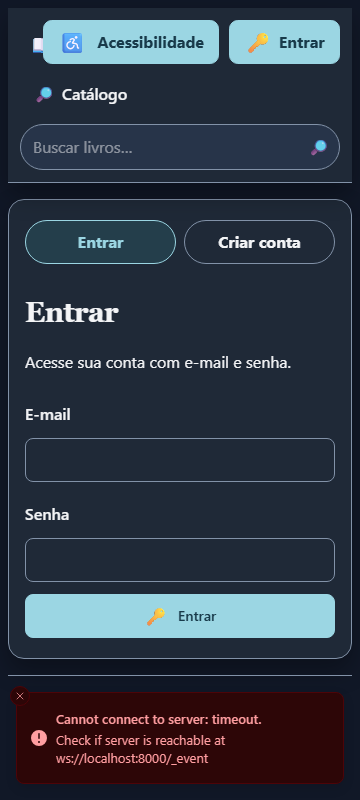 Acessibilidade
Entrar
Catálogo
Buscar livros...
Entrar
Criar conta
Entrar
Acesse sua conta com e-mail e senha.
E-mail
Senha
Entrar
Cannot connect to server: timeout.
Check if server is reachable at
ws://localhost:8000/_event